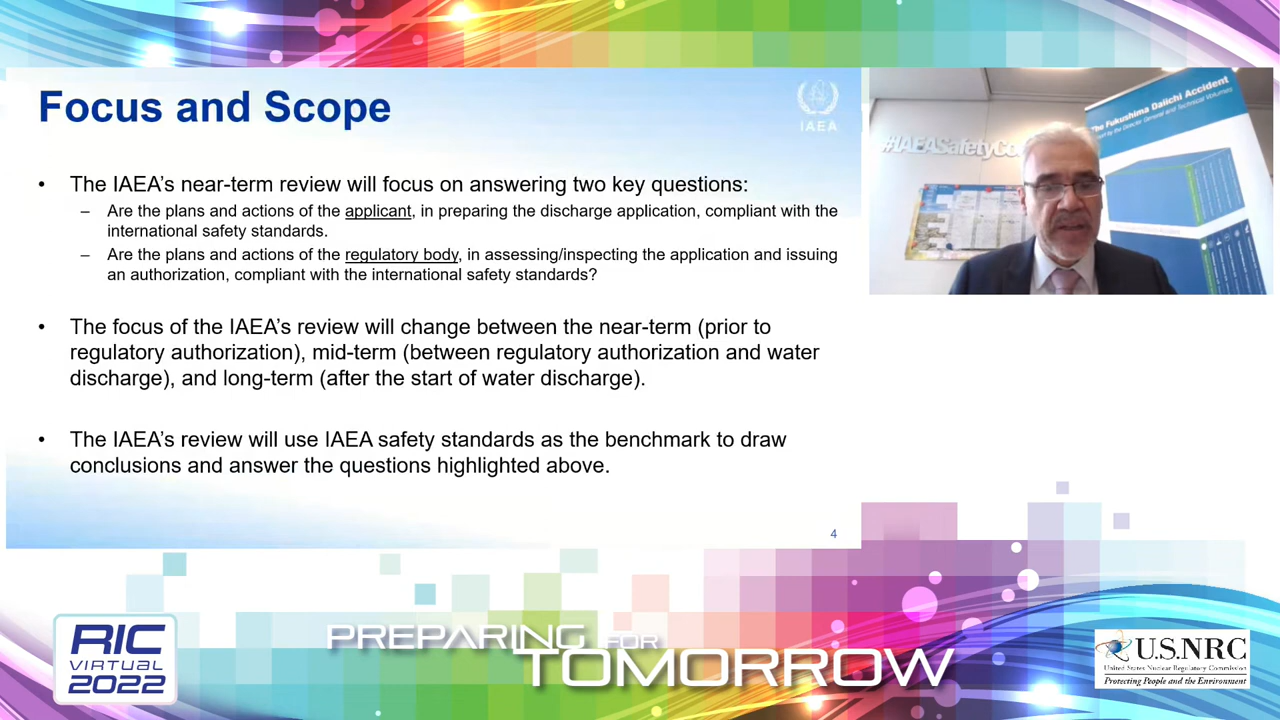 Focus and Scope
IAEA
• The IAEA's near-term review will focus on answering two key questions:
– Are the plans and actions of the applicant, in preparing the discharge application, compliant with the
international safety standards.
– Are the plans and actions of the regulatory body, in assessing/inspecting the application and issuing
an authorization, compliant with the international safety standards?
• The focus of the IAEA's review will change between the near-term (prior to
regulatory authorization), mid-term (between regulatory authorization and water
discharge), and long-term (after the start of water discharge).
• The IAEA's review will use IAEA safety standards as the benchmark to draw
conclusions and answer the questions highlighted above.
4
The Fukushima Daiichi Accident
by the Director General and Technical Volumes
#IAEASafetyCo
RIC
VIRTUAL
2022
PREPARING FOR
TOMORROW
U.S.NRC
United States Nuclear Regulatory Commission
Protecting People and the Environment